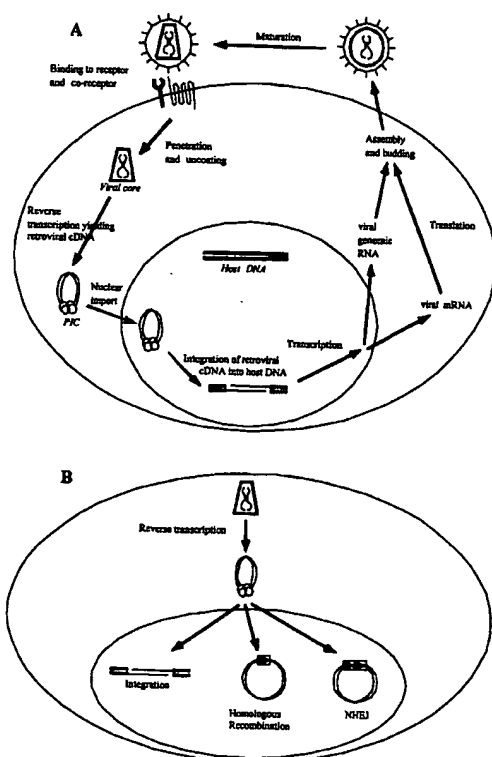 A
Maturation
Binding to receptor
and co-receptor
Penetration
and uncoating
Assembly
and budding
Viral core
Reverse
transcription yielding
retroviral cDNA
viral
genomic
RNA
Translation
Host DNA
Nuclear
import
PIC
viral mRNA
Transcription
Integration of retroviral
cDNA into host DNA
B
Reverse transcription
Integration
Homologous
Recombination
NHEJ